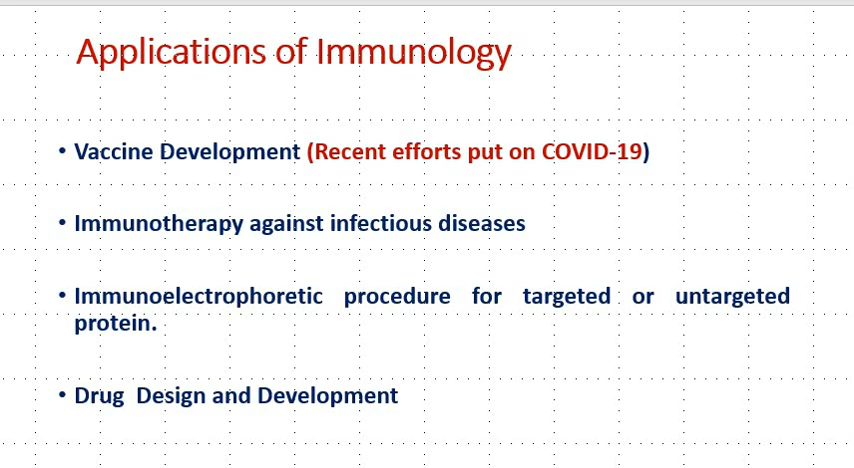 Applications of Immunology
• Vaccine Development (Recent efforts put on COVID-19)
• Immunotherapy against infectious diseases
• Immunoelectrophoretic procedure for targeted or untargeted
protein.
• Drug Design and Development